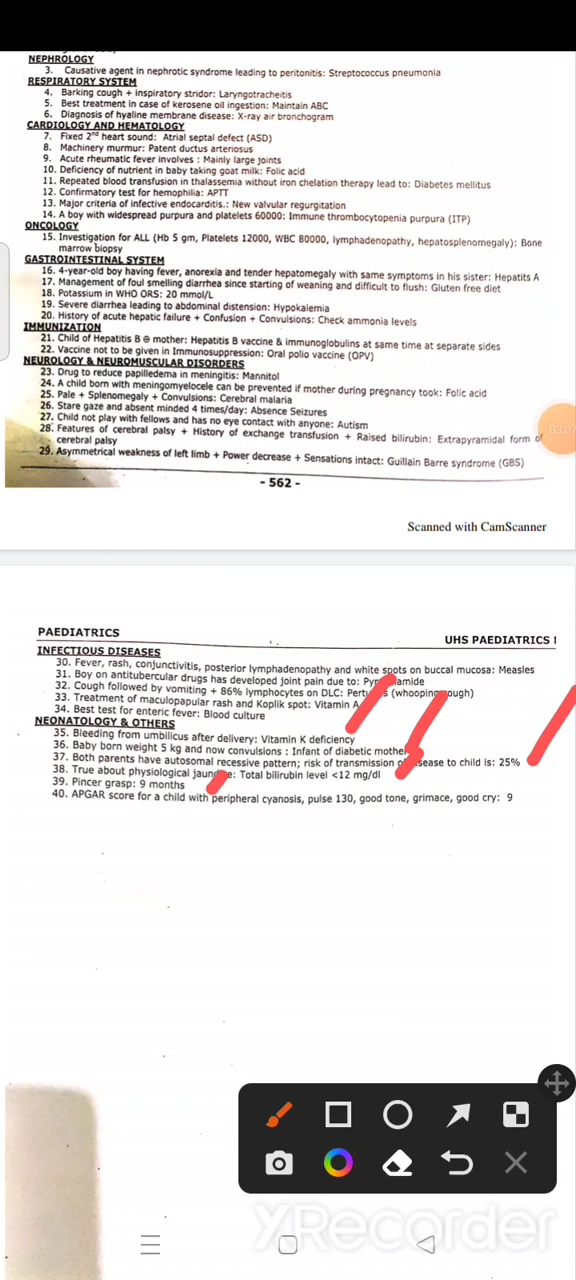 NEPHROLOGY
3. Causative agent in nephrotic syndrome leading to peritonitis: Streptococcus pneumonia
RESPIRATORY SYSTEM
4. Barking cough + inspiratory stridor: Laryngotracheitis
5. Best treatment in case of kerosene oil ingestion: Maintain ABC
6. Diagnosis of hyaline membrane disease: X-ray air bronchogram
CARDIOLOGY AND HEMATOLOGY
7. Fixed 2nd heart sound: Atrial septal defect (ASD)
8. Machinery murmur: Patent ductus arteriosus
9. Acute rheumatic fever involves : Mainly large joints
10. Deficiency of nutrient in baby taking goat milk: Folic acid
11. Repeated blood transfusion in thalassemia without iron chelation therapy lead to: Diabetes mellitus
12. Confirmatory test for hemophilia: APTT
13. Major criteria of infective endocarditis.: New valvular regurgitation
14. A boy with widespread purpura and platelets 60000: Immune thrombocytopenia purpura (ITP)
ONCOLOGY
15. Investigation for ALL (Hb 5 gm, Platelets 12000, WBC 80000, lymphadenopathy, hepatosplenomegaly): Bone
marrow biopsy
GASTROINTESTINAL SYSTEM
16. 4-year-old boy having fever, anorexia and tender hepatomegaly with same symptoms in his sister: Hepatits A
17. Management of foul smelling diarrhea since starting of weaning and difficult to flush: Gluten free diet
18. Potassium in WHO ORS: 20 mmol/L
19. Severe diarrhea leading to abdominal distension: Hypokalemia
20. History of acute hepatic failure + Confusion + Convulsions: Check ammonia levels
IMMUNIZATION
21. Child of Hepatitis B ⊕ mother: Hepatitis B vaccine & immunoglobulins at same time at separate sides
22. Vaccine not to be given in Immunosuppression: Oral polio vaccine (OPV)
NEUROLOGY & NEUROMUSCULAR DISORDERS
23. Drug to reduce papilledema in meningitis: Mannitol
24. A child born with meningomyelocele can be prevented if mother during pregnancy took: Folic acid
25. Pale + Splenomegaly + Convulsions: Cerebral malaria
26. Stare gaze and absent minded 4 times/day: Absence Seizures
27. Child not play with fellows and has no eye contact with anyone: Autism
28. Features of cerebral palsy + History of exchange transfusion + Raised bilirubin: Extrapyramidal form of
cerebral palsy
03:07
29. Asymmetrical weakness of left limb + Power decrease + Sensations intact: Guillain Barre syndrome (GBS)
- 562 -
Scanned with CamScanner
PAEDIATRICS
UHS PAEDIATRICS
INFECTIOUS DISEASES
30. Fever, rash, conjunctivitis, posterior lymphadenopathy and white spots on buccal mucosa: Measles
31. Boy on antitubercular drugs has developed joint pain due to: Pyrazinamide
32. Cough followed by vomiting + 86% lymphocytes on DLC: Pertussis (whooping cough)
33. Treatment of maculopapular rash and Koplik spot: Vitamin A
34. Best test for enteric fever: Blood culture
NEONATOLOGY & OTHERS
35. Bleeding from umbilicus after delivery: Vitamin K deficiency
36. Baby born weight 5 kg and now convulsions : Infant of diabetic mother
37. Both parents have autosomal recessive pattern; risk of transmission of disease to child is: 25%
38. True about physiological jaundice: Total bilirubin level <12 mg/dl
39. Pincer grasp: 9 months
40. APGAR score for a child with peripheral cyanosis, pulse 130, good tone, grimace, good cry: 9
XRecorder